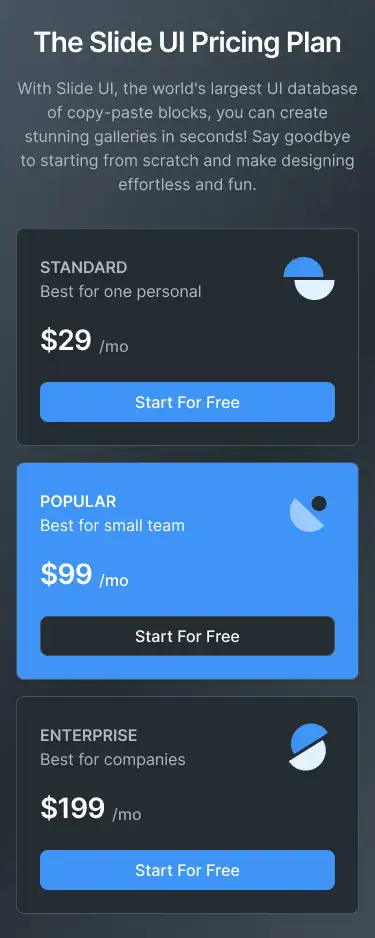 The Slide UI Pricing Plan
With Slide UI, the world's largest UI database
of copy-paste blocks, you can create
stunning galleries in seconds! Say goodbye
to starting from scratch and make designing
effortless and fun.
STANDARD
Best for one personal
$29 /mo
Start For Free
POPULAR
Best for small team
$99 /mo
Start For Free
ENTERPRISE
Best for companies
$199 /mo
Start For Free